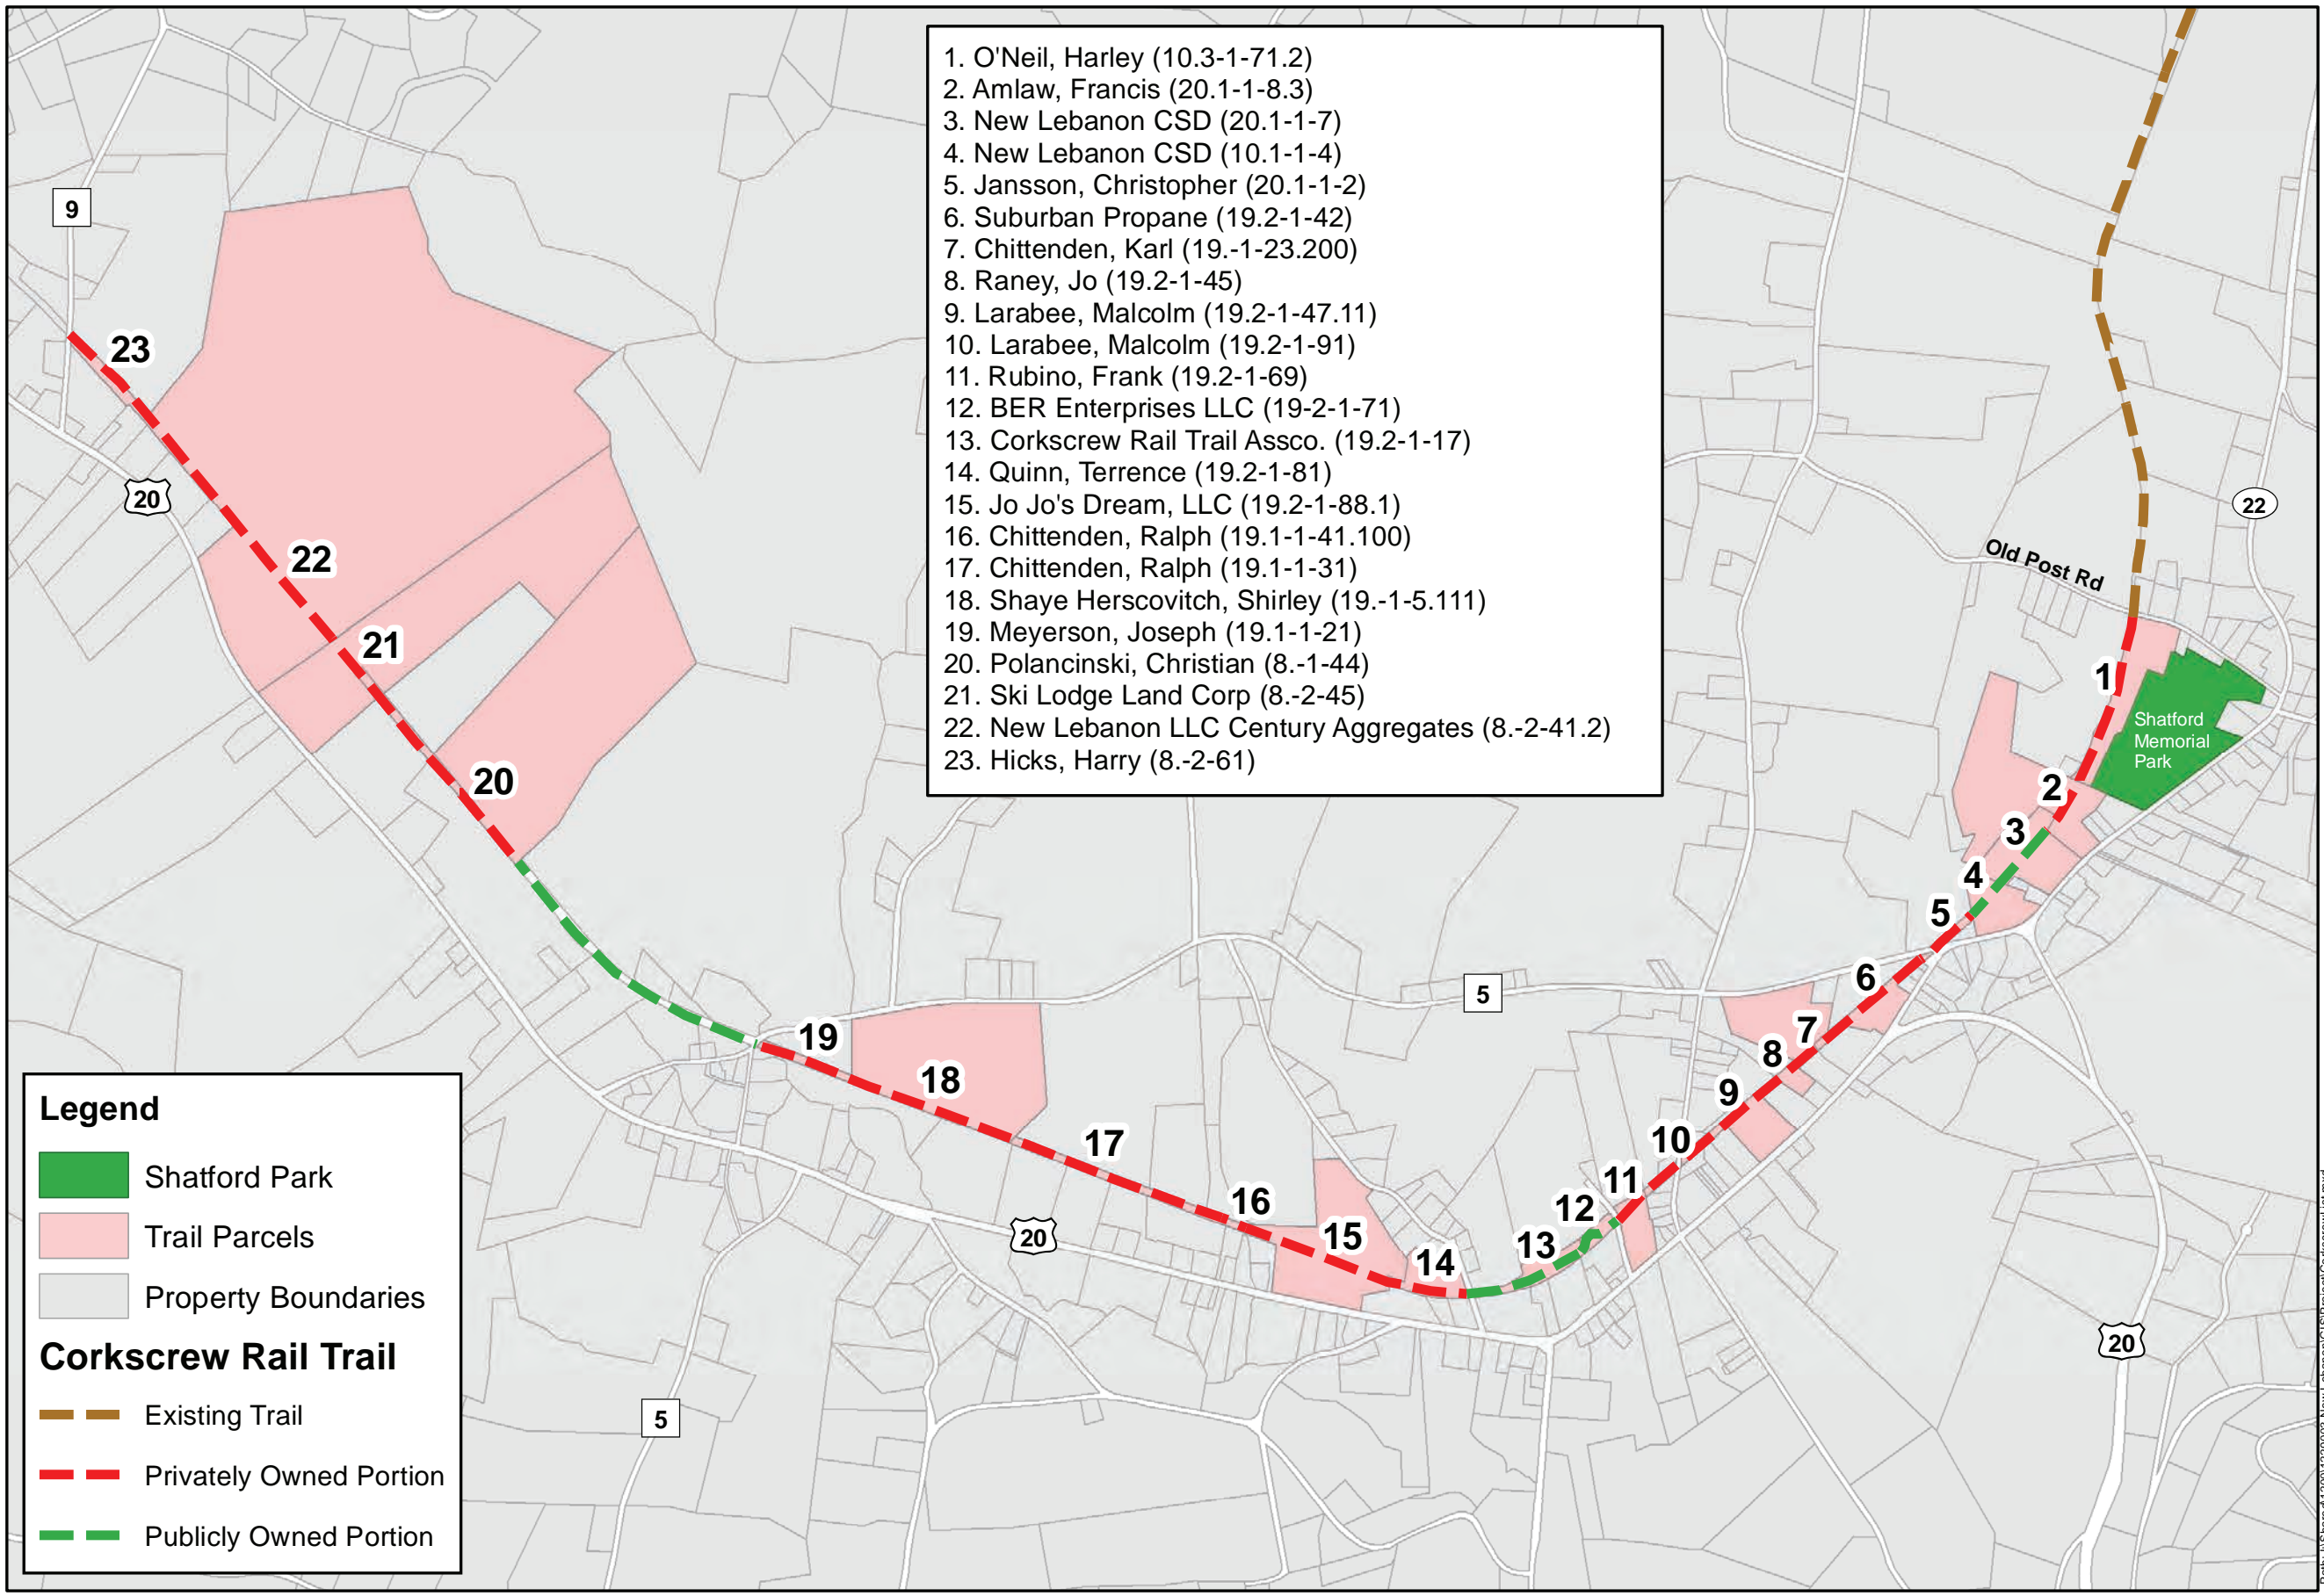 1. O'Neil, Harley (10.3-1-71.2)
2. Amlaw, Francis (20.1-1-8.3)
3. New Lebanon CSD (20.1-1-7)
4. New Lebanon CSD (10.1-1-4)
5. Jansson, Christopher (20.1-1-2)
6. Suburban Propane (19.2-1-42)
7. Chittenden, Karl (19.-1-23.200)
8. Raney, Jo (19.2-1-45)
9. Larabee, Malcolm (19.2-1-47.11)
10. Larabee, Malcolm (19.2-1-91)
11. Rubino, Frank (19.2-1-69)
12. BER Enterprises LLC (19-2-1-71)
13. Corkscrew Rail Trail Assco. (19.2-1-17)
14. Quinn, Terrence (19.2-1-81)
15. Jo Jo's Dream, LLC (19.2-1-88.1)
16. Chittenden, Ralph (19.1-1-41.100)
17. Chittenden, Ralph (19.1-1-31)
18. Shaye Herscovitch, Shirley (19.-1-5.111)
19. Meyerson, Joseph (19.1-1-21)
20. Polancinski, Christian (8.-1-44)
21. Ski Lodge Land Corp (8.-2-45)
22. New Lebanon LLC Century Aggregates (8.-2-41.2)
23. Hicks, Harry (8.-2-61)
9
23
20
22
21
20
22
Old Post Rd
1
Shatford
Memorial
Park
2
3
4
5
6
5
7
8
9
10
11
12
13
14
15
16
17
18
19
20
5
20
Legend
Shatford Park
Trail Parcels
Property Boundaries
Corkscrew Rail Trail
Existing Trail
Privately Owned Portion
Publicly Owned Portion